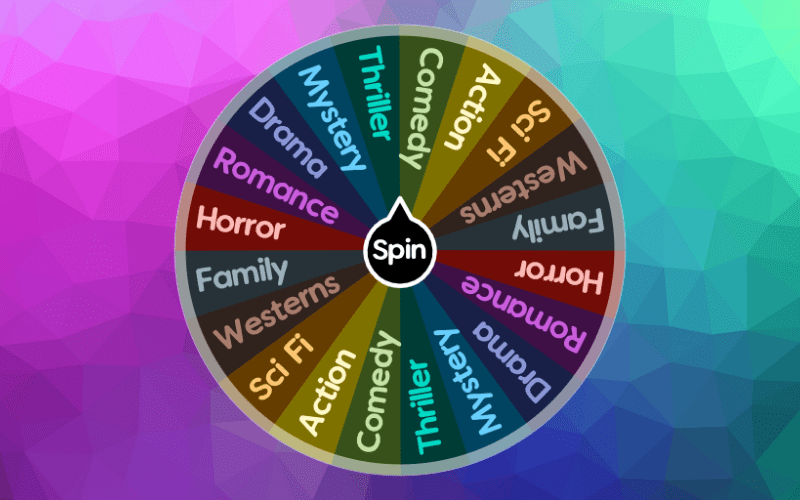 Comedy
Action
Sci Fi
Westerns
Family
Horror
Romance
Drama
Mystery
Thriller
Comedy
Action
Sci Fi
Westerns
Family
Horror
Romance
Drama
Mystery
Thriller
Spin